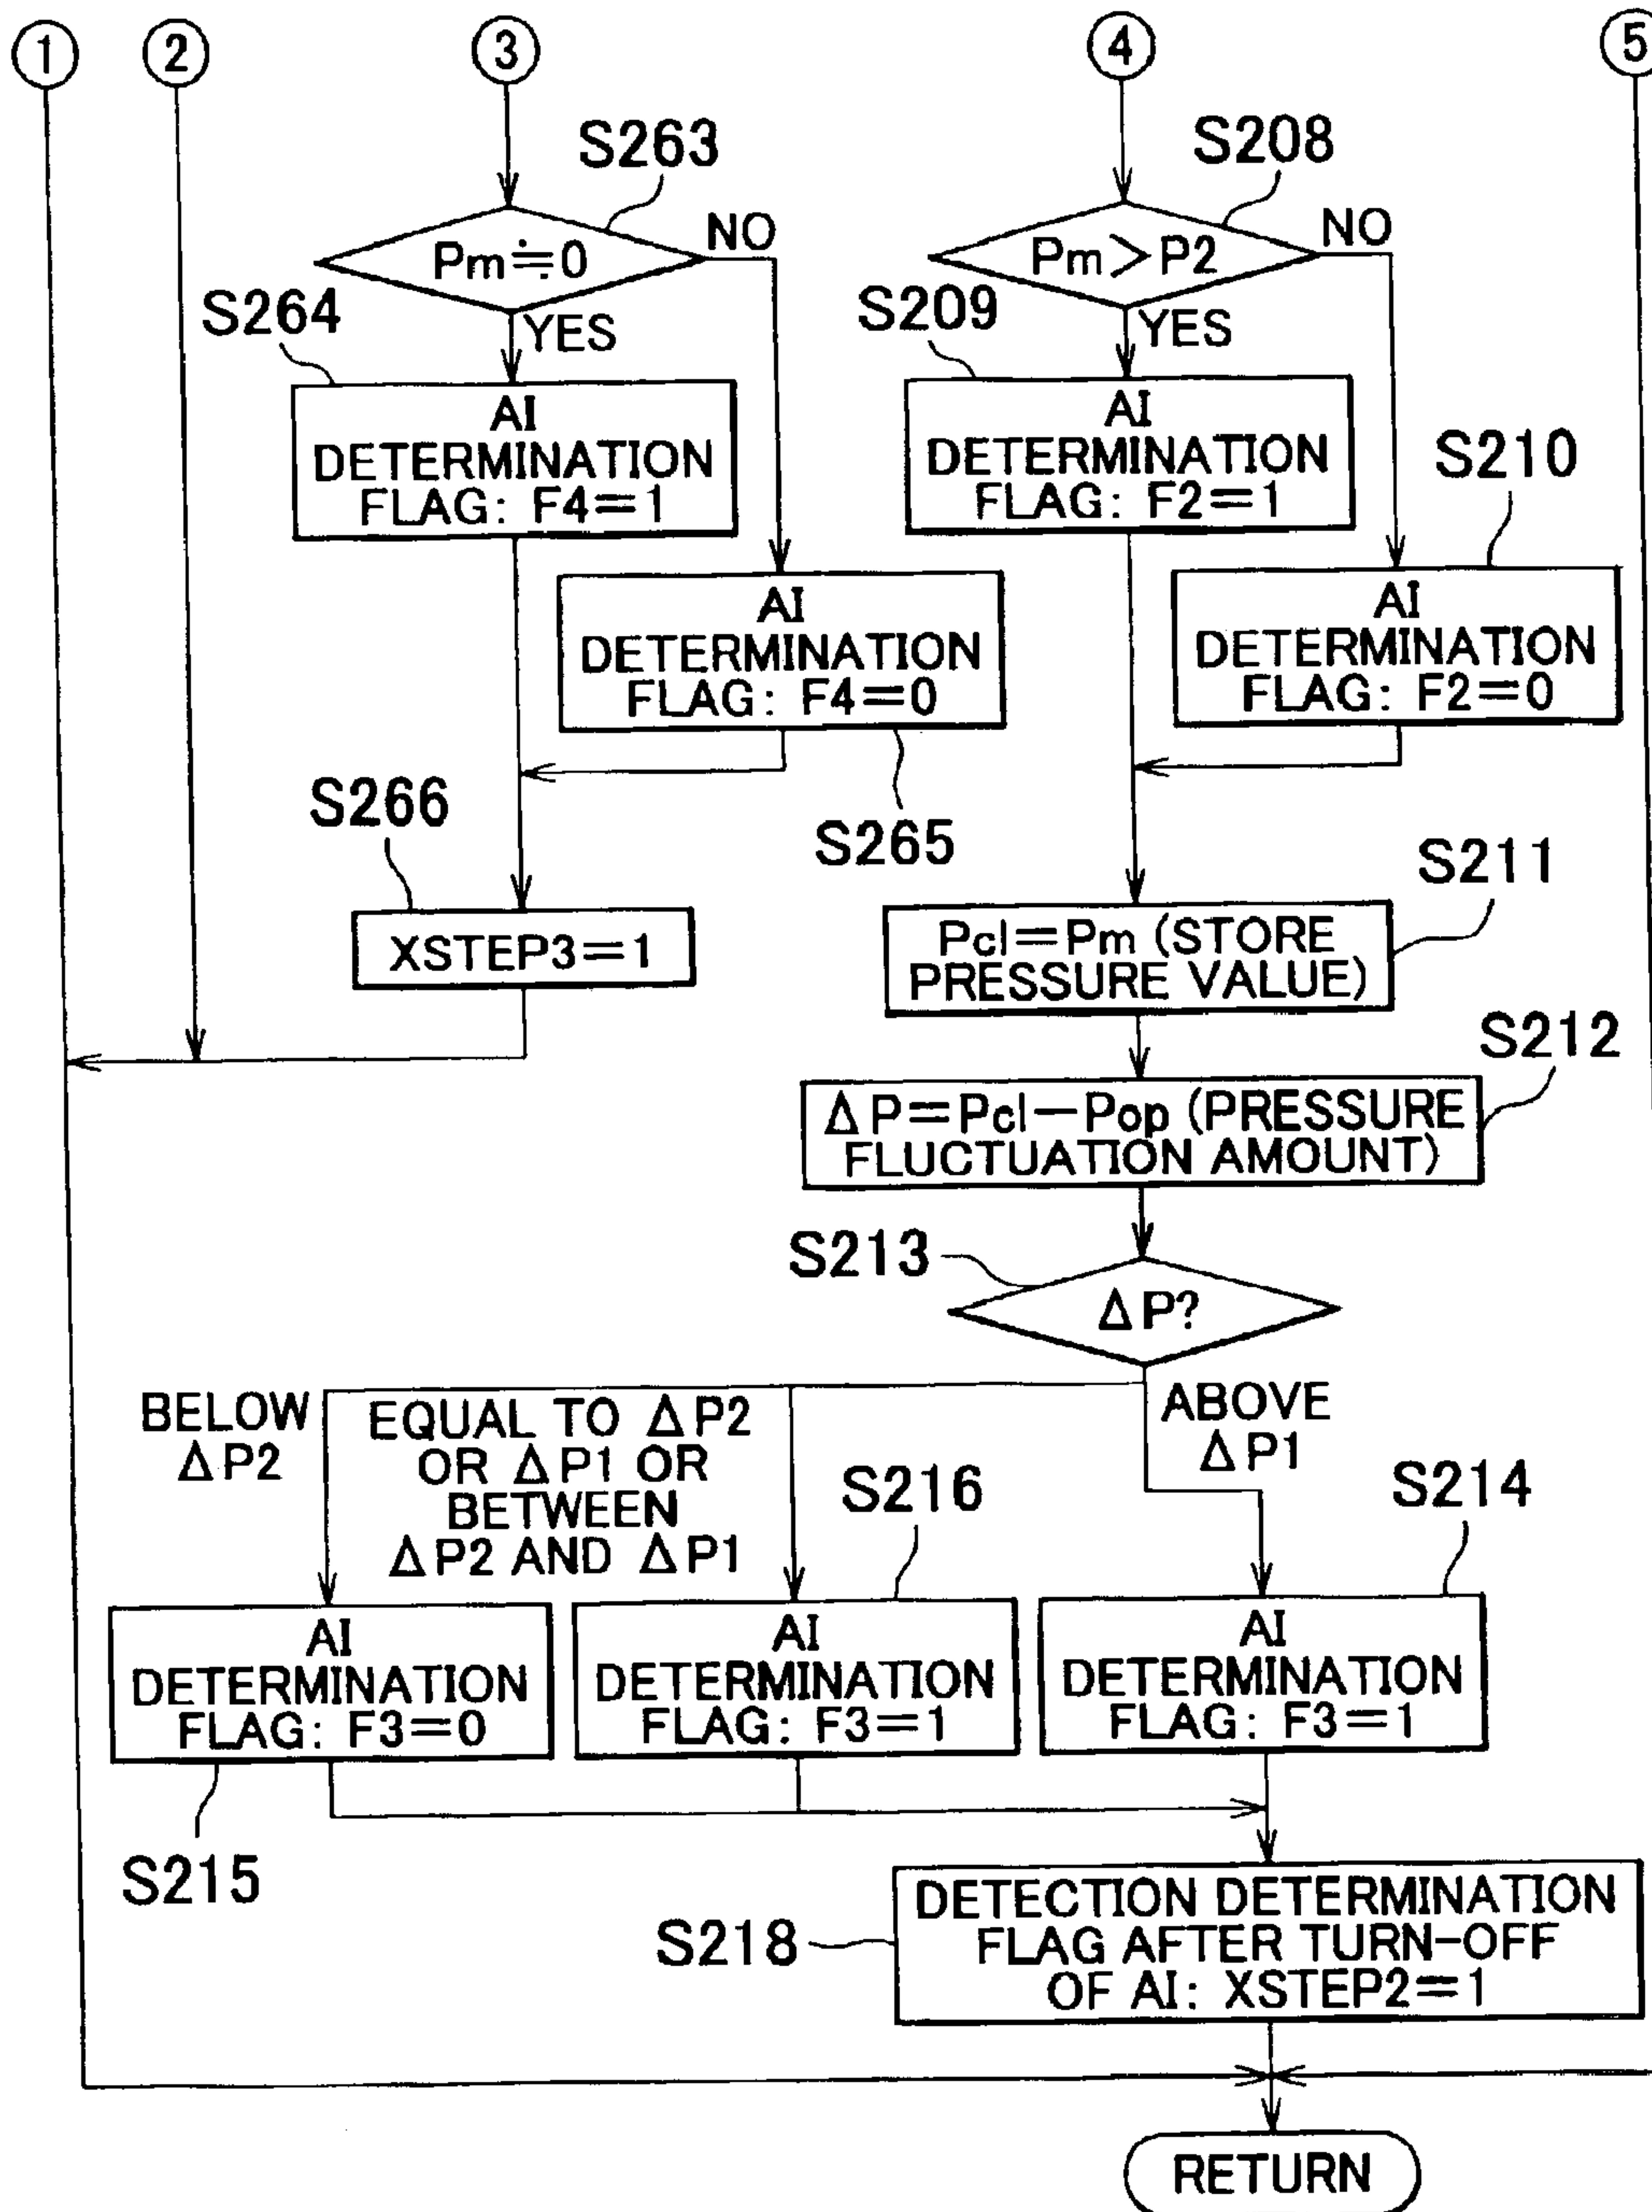 1
2
3
4
5
S263
S208
Pm≒0
NO
Pm>P2
NO
S264
YES
S209
YES
AI
DETERMINATION
FLAG: F4=1
AI
DETERMINATION
FLAG: F2=1
S210
AI
DETERMINATION
FLAG: F4=0
AI
DETERMINATION
FLAG: F2=0
S266
S265
S211
XSTEP3=1
Pcl=Pm (STORE
PRESSURE VALUE)
S212
ΔP=Pcl-Pop (PRESSURE
FLUCTUATION AMOUNT)
S213
ΔP?
BELOW
ΔP2
EQUAL TO ΔP2
OR ΔP1 OR
BETWEEN
ΔP2 AND ΔP1
ABOVE
ΔP1
S216
S214
AI
DETERMINATION
FLAG: F3=0
AI
DETERMINATION
FLAG: F3=1
AI
DETERMINATION
FLAG: F3=1
S215
S218
DETECTION DETERMINATION
FLAG AFTER TURN-OFF
OF AI: XSTEP2=1
RETURN